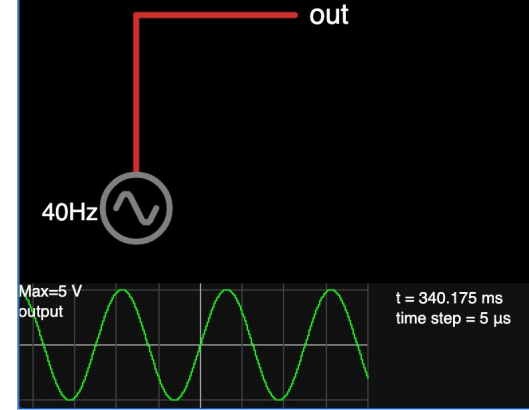 out
40Hz
Max=5 V
output
t = 340.175 ms
time step = 5 µs